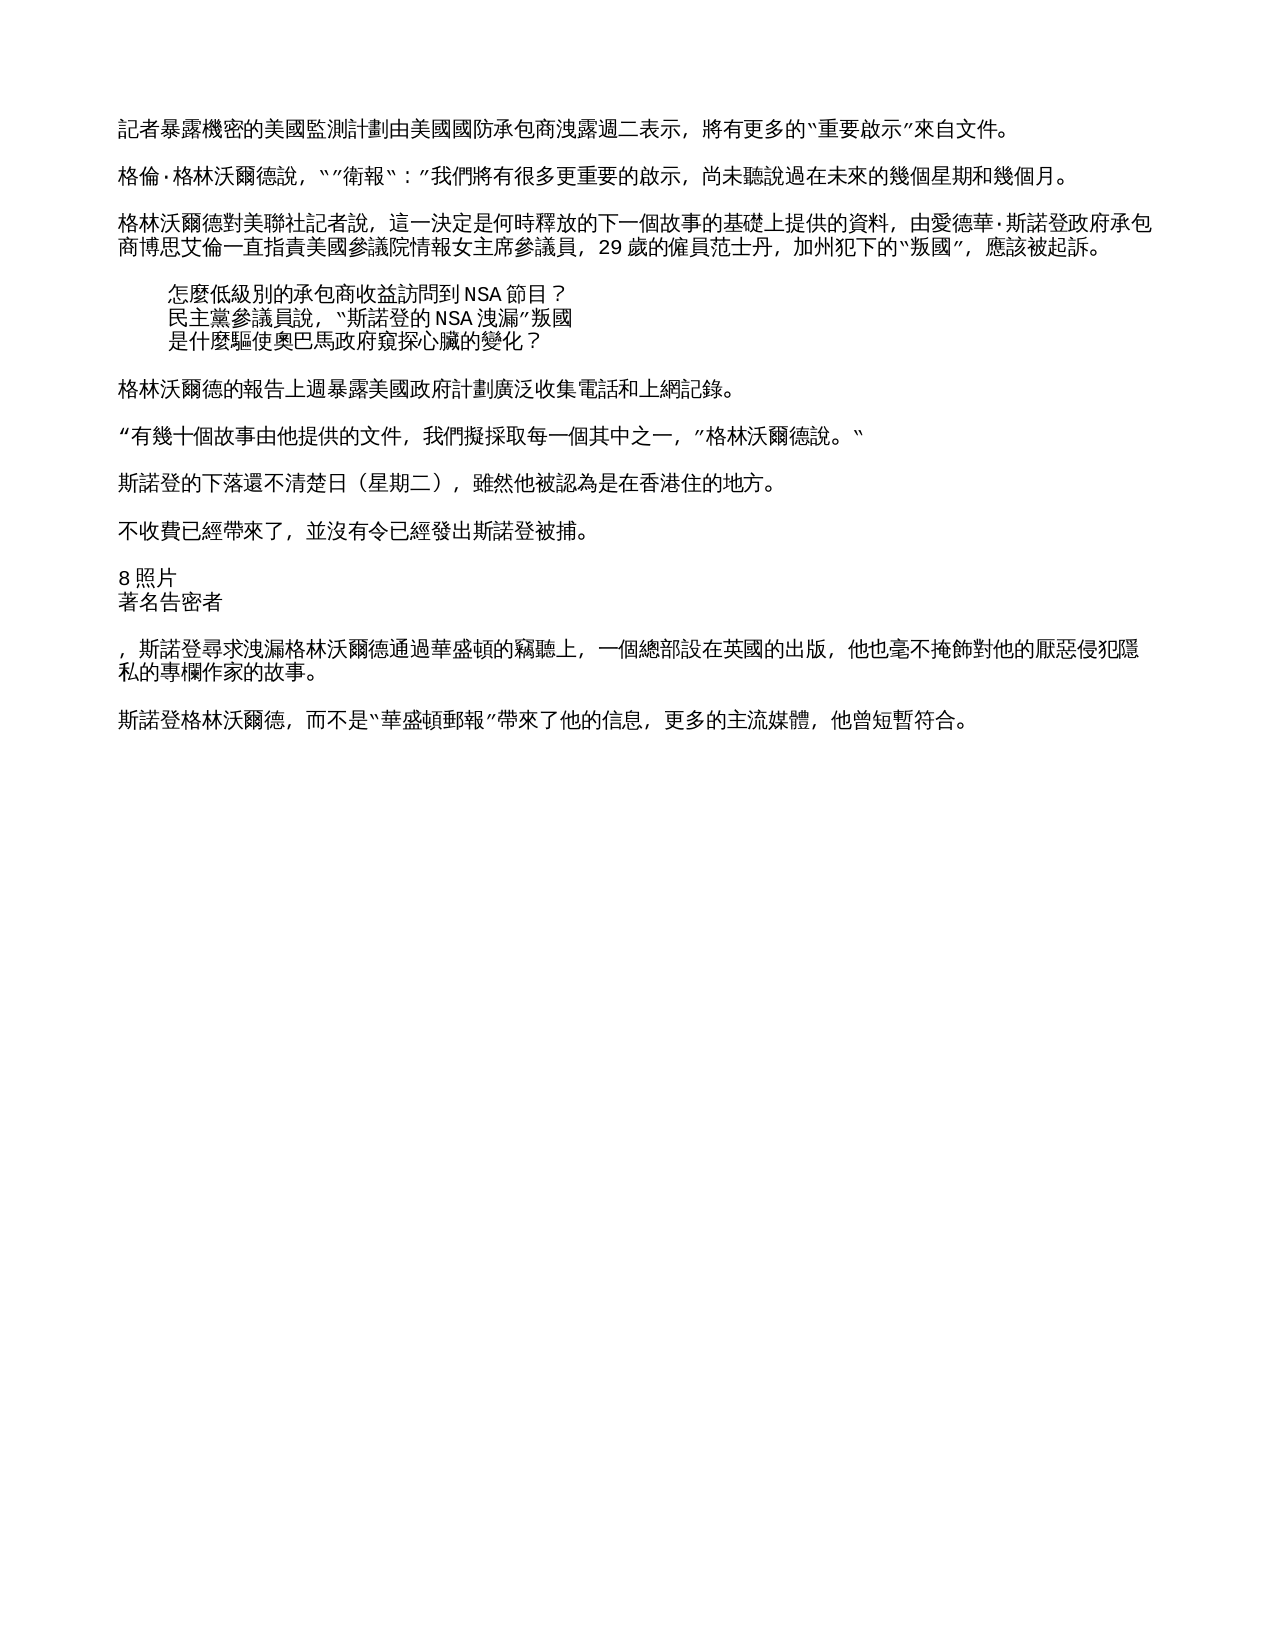 記者暴露機密的美國監測計劃由美國國防承包商洩露週二表示，將有更多的“重要啟示”來自文件。
格倫·格林沃爾德說，“”衛報“：”我們將有很多更重要的啟示，尚未聽說過在未來的幾個星期和幾個月。
格林沃爾德對美聯社記者說，這一決定是何時釋放的下一個故事的基礎上提供的資料，由愛德華·斯諾登政府承包
商博思艾倫一直指責美國參議院情報女主席參議員，29 歲的僱員范士丹，加州犯下的“叛國”，應該被起訴。
怎麼低級別的承包商收益訪問到 NSA 節目？
民主黨參議員說，“斯諾登的 NSA 洩漏”叛國
是什麼驅使奧巴馬政府窺探心臟的變化？
格林沃爾德的報告上週暴露美國政府計劃廣泛收集電話和上網記錄。
“有幾十個故事由他提供的文件，我們擬採取每一個其中之一，”格林沃爾德說。“
斯諾登的下落還不清楚日（星期二），雖然他被認為是在香港住的地方。
不收費已經帶來了，並沒有令已經發出斯諾登被捕。
8 照片
著名告密者
，斯諾登尋求洩漏格林沃爾德通過華盛頓的竊聽上，一個總部設在英國的出版，他也毫不掩飾對他的厭惡侵犯隱
私的專欄作家的故事。
斯諾登格林沃爾德，而不是“華盛頓郵報”帶來了他的信息，更多的主流媒體，他曾短暫符合。